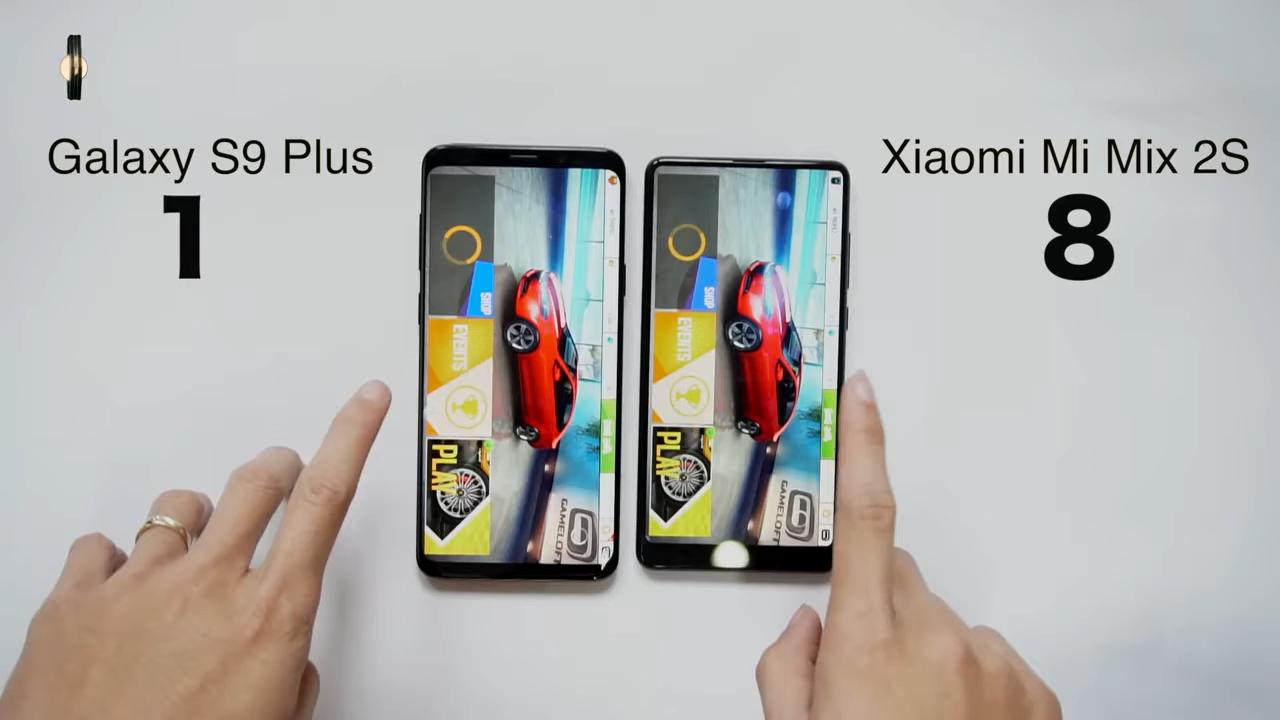 Galaxy S9 Plus
1
Xiaomi Mi Mix 2S
8
SHOP
EVENTS
PLAY
GAMELOFT
SHOP
EVENTS
PLAY
GAMELOFT